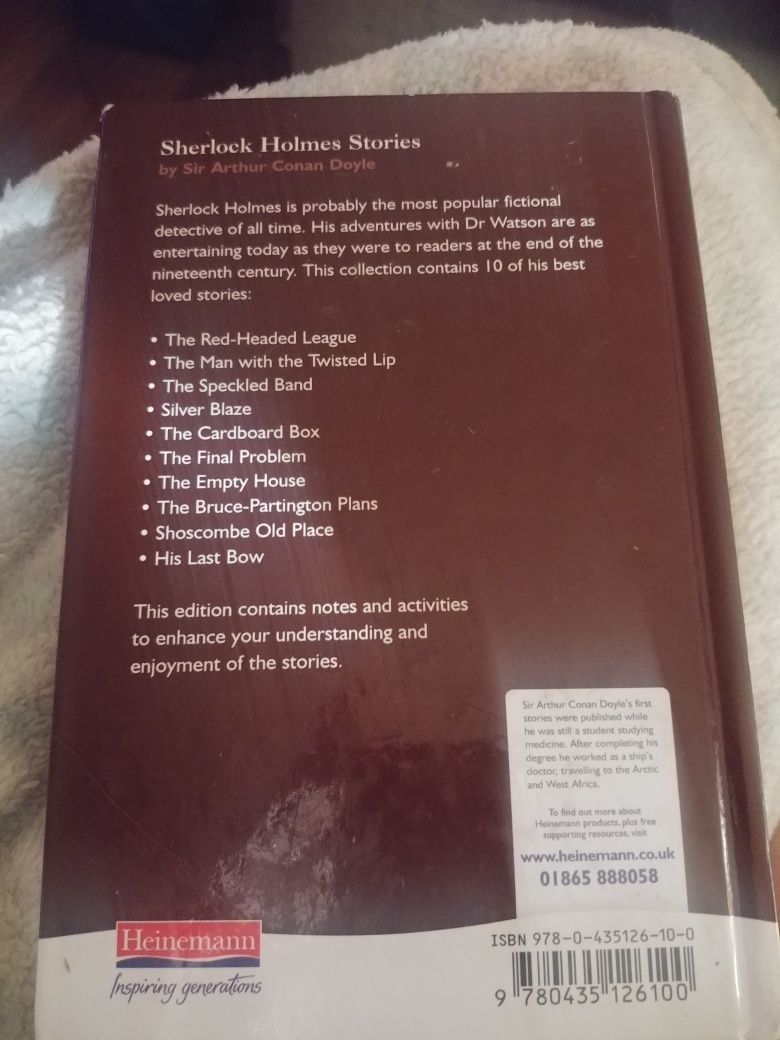 Sherlock Holmes Stories
by Sir Arthur Conan Doyle
Sherlock Holmes is probably the most popular fictional
detective of all time. His adventures with Dr Watson are as
entertaining today as they were to readers at the end of the
nineteenth century. This collection contains 10 of his best
loved stories:
• The Red-Headed League
• The Man with the Twisted Lip
• The Speckled Band
• Silver Blaze
• The Cardboard Box
• The Final Problem
• The Empty House
• The Bruce-Partington Plans
• Shoscombe Old Place
• His Last Bow
This edition contains notes and activities
to enhance your understanding and
enjoyment of the stories.
Sir Arthur Conan Doyle's first
stories were published while
he was still a student studying
medicine. After completing his
degree he worked as a ship's
doctor, travelling to the Arctic
and West Africa.
To find out more about
Heinemann products, plus free
supporting resources, visit
www.heinemann.co.uk
01865 888058
Heinemann
Inspiring generations
ISBN 978-0-435126-10-0
9 780435 126100